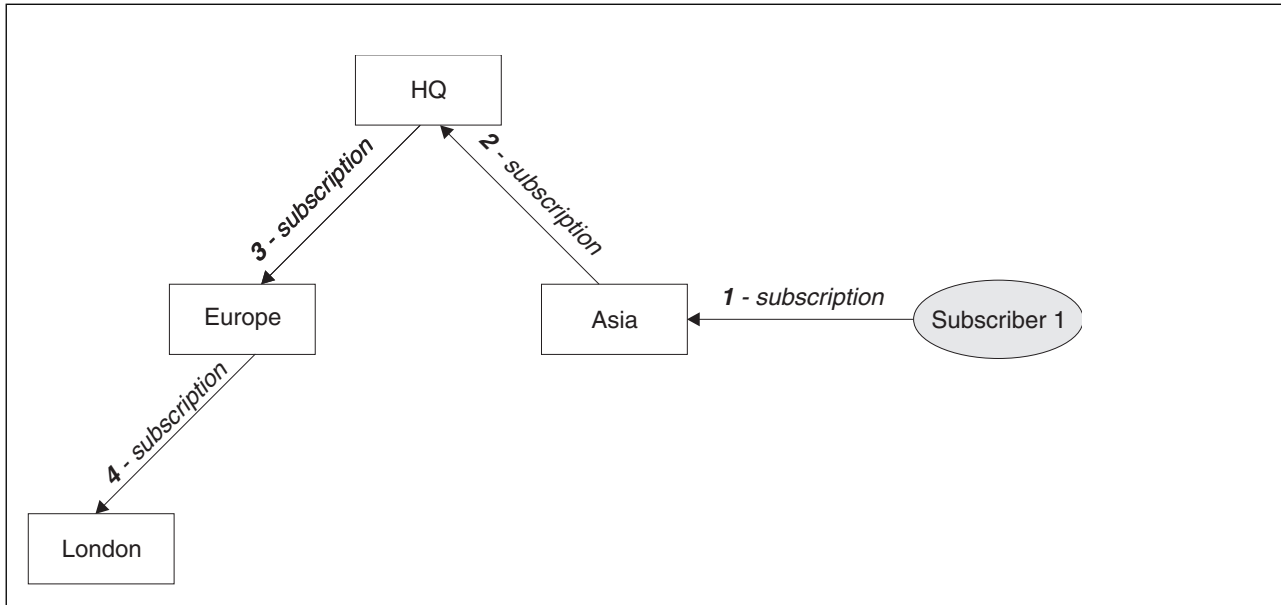 HQ
3 - subscription
2 - subscription
Europe
Asia
1 - subscription
Subscriber 1
4 - subscription
London